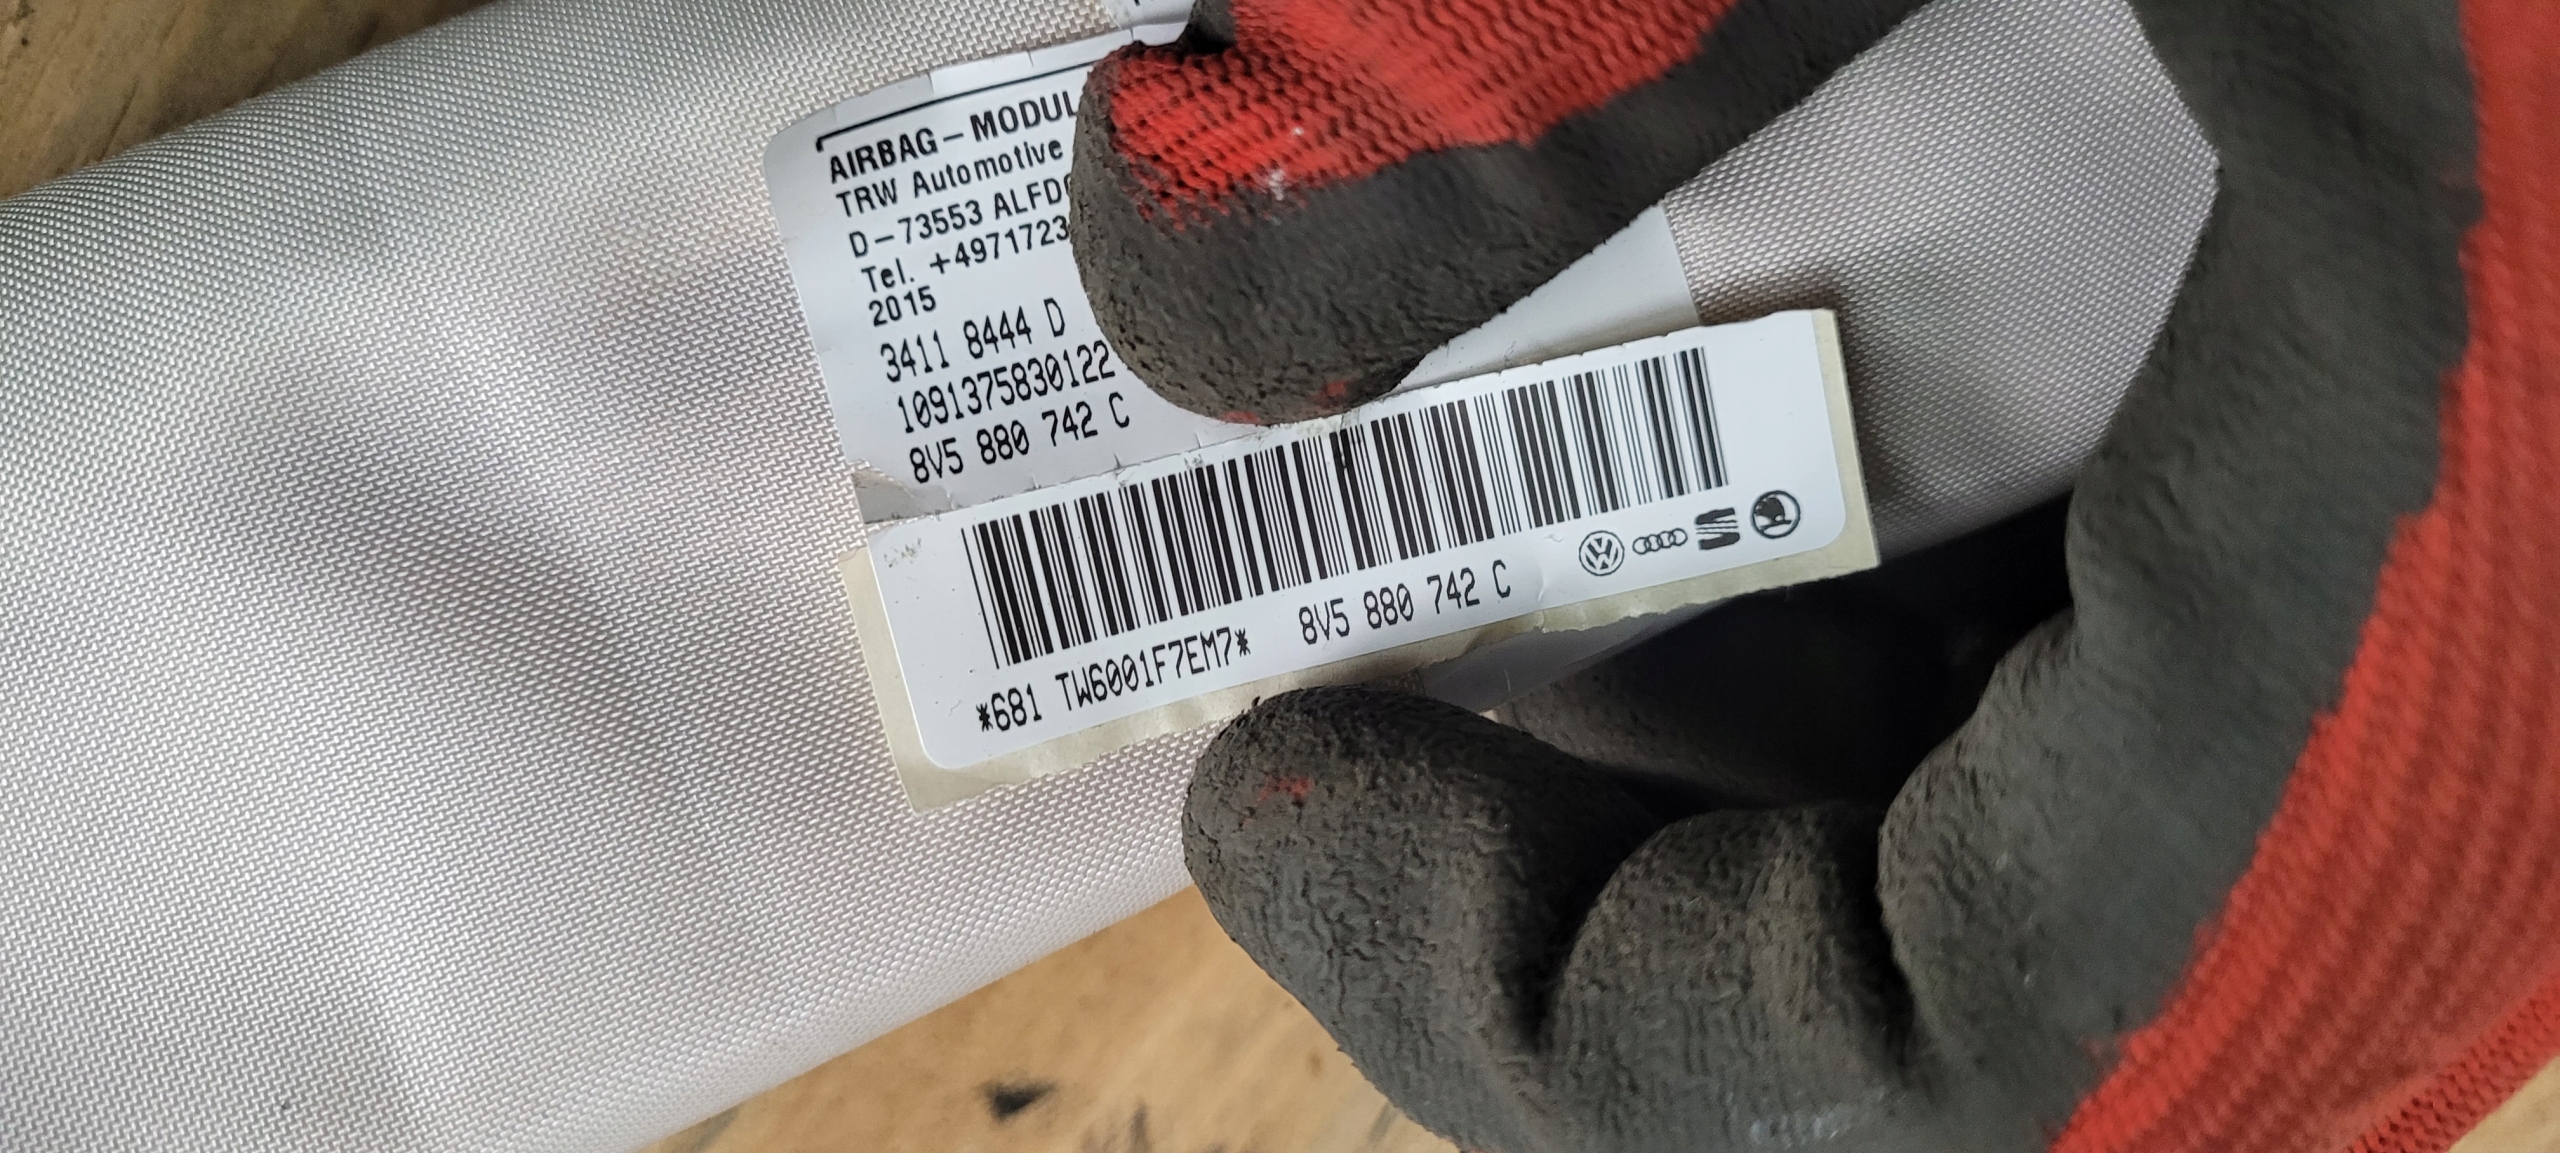 AIRBAG-MODUL
TRW Automotive
D-73553 ALFD
Tel. +4971723
2015
3411 8444 D
1091375830122
8V5 880 742 C
*681 TW6001F7EM7* 8V5 880 742 C